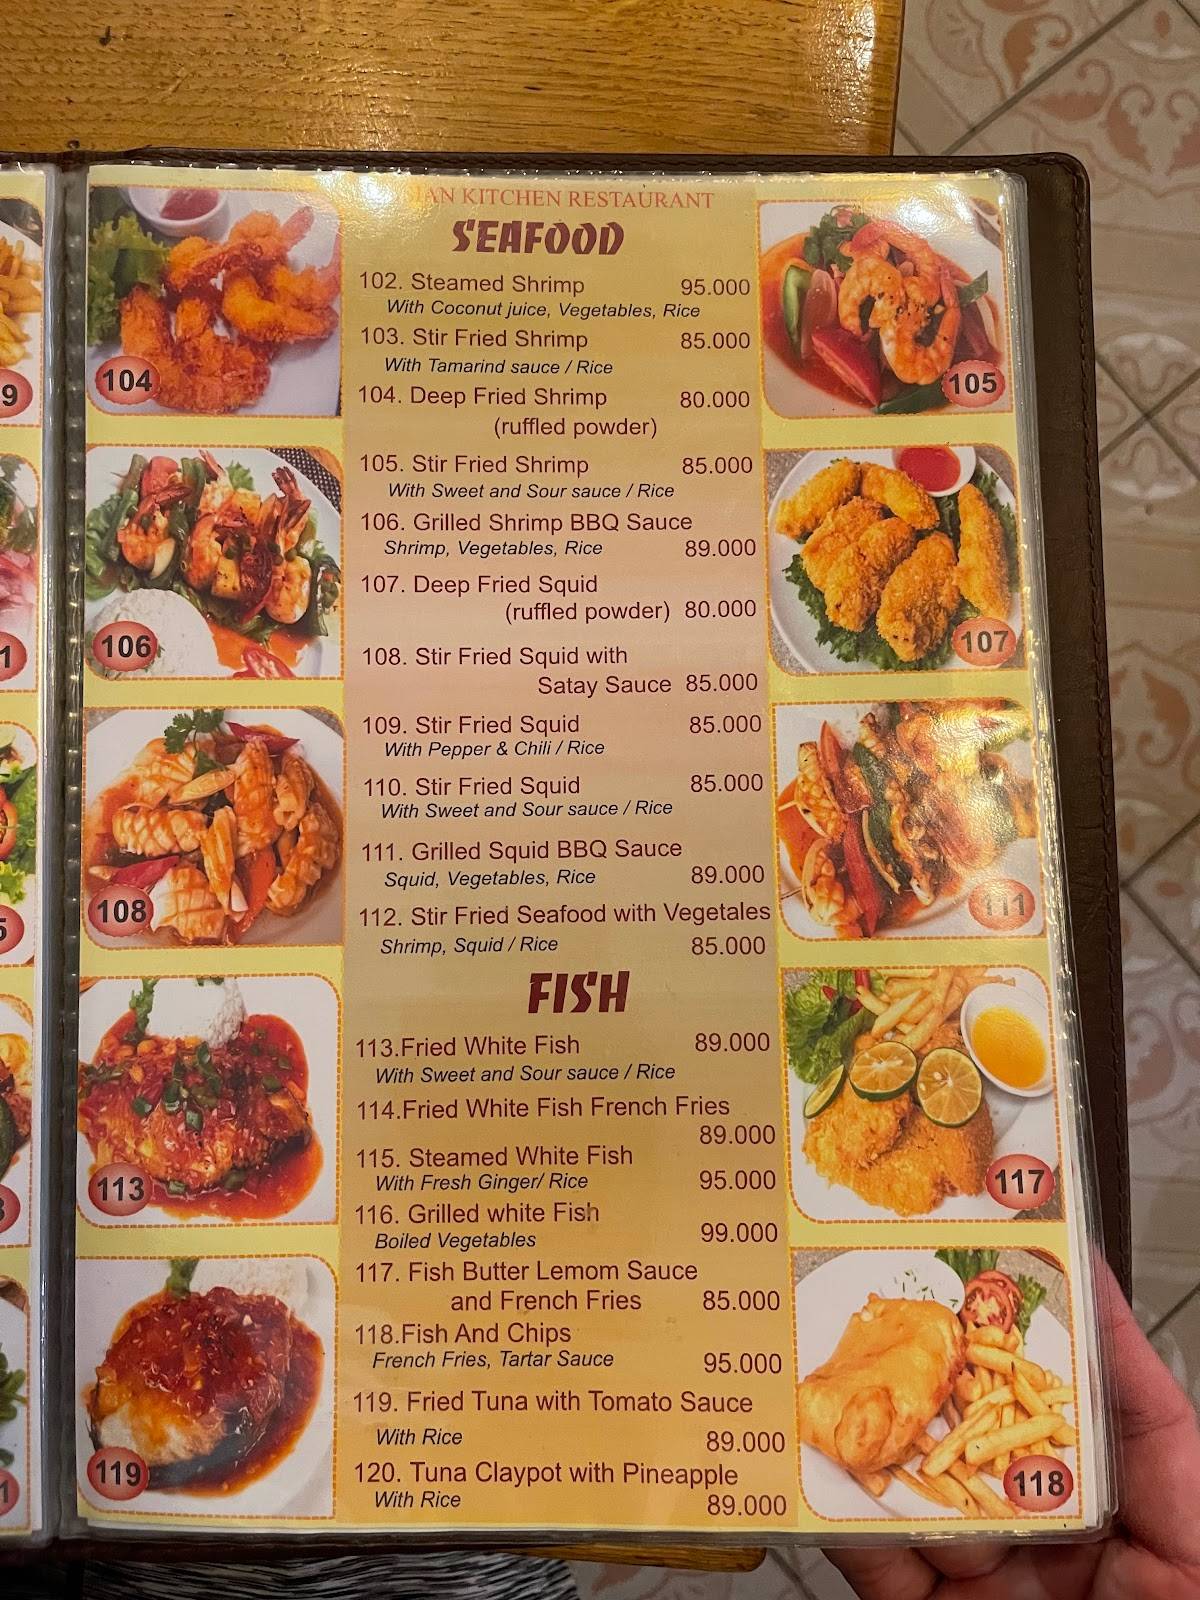 KITCHEN RESTAURANT
SEAFOOD
102. Steamed Shrimp 95.000
With Coconut juice, Vegetables, Rice
103. Stir Fried Shrimp 85.000
With Tamarind sauce / Rice
104. Deep Fried Shrimp 80.000
(ruffled powder)
105. Stir Fried Shrimp 85.000
With Sweet and Sour sauce / Rice
106. Grilled Shrimp BBQ Sauce
Shrimp, Vegetables, Rice 89.000
107. Deep Fried Squid
(ruffled powder) 80.000
108. Stir Fried Squid with
Satay Sauce 85.000
109. Stir Fried Squid 85.000
With Pepper & Chili / Rice
110. Stir Fried Squid 85.000
With Sweet and Sour sauce / Rice
111. Grilled Squid BBQ Sauce
Squid, Vegetables, Rice 89.000
112. Stir Fried Seafood with Vegetales
Shrimp, Squid / Rice 85.000
FISH
113.Fried White Fish 89.000
With Sweet and Sour sauce / Rice
114.Fried White Fish French Fries
89.000
115. Steamed White Fish
With Fresh Ginger/ Rice 95.000
116. Grilled white Fish
Boiled Vegetables 99.000
117. Fish Butter Lemom Sauce
and French Fries 85.000
118.Fish And Chips
French Fries, Tartar Sauce 95.000
119. Fried Tuna with Tomato Sauce
With Rice 89.000
120. Tuna Claypot with Pineapple
With Rice 89.000
104
106
108
113
119
105
107
111
117
118